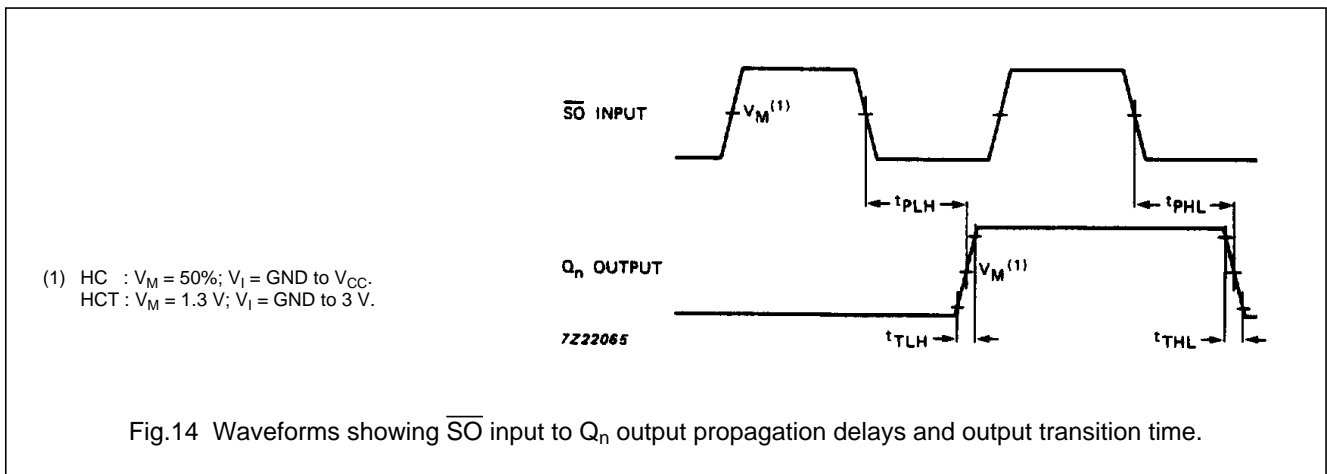 S̅O̅ INPUT
V_M(1)
t_PLH
t_PHL
Q_n OUTPUT
V_M(1)
(1) HC : V_M = 50%; V_I = GND to V_CC.
HCT : V_M = 1.3 V; V_I = GND to 3 V.
7Z22065
t_TLH
t_THL
Fig.14 Waveforms showing S̅O̅ input to Q_n output propagation delays and output transition time.